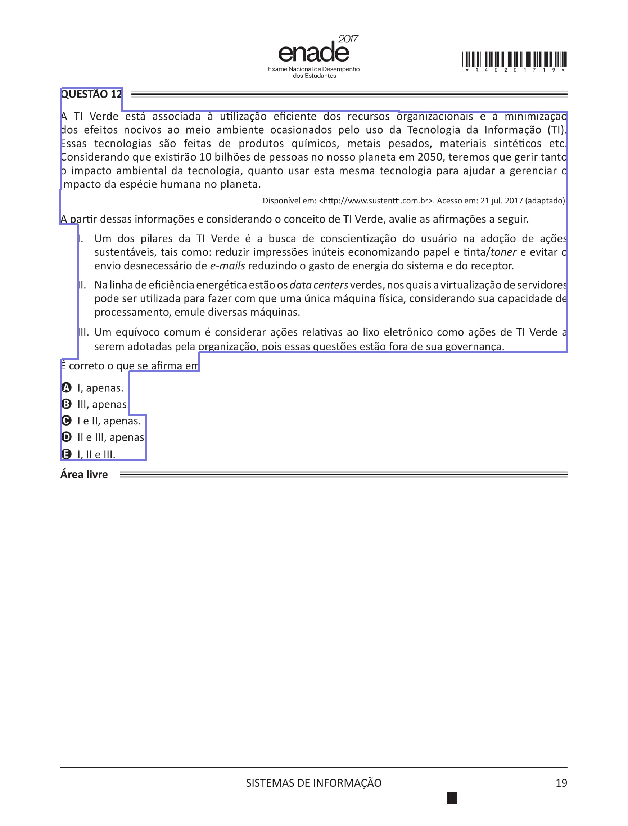 enade 2017
Exame Nacional de Desempenho
dos Estudantes
QUESTÃO 12
A TI Verde está associada à utilização eficiente dos recursos organizacionais e a minimização
dos efeitos nocivos ao meio ambiente ocasionados pelo uso da Tecnologia da Informação (TI).
Essas tecnologias são feitas de produtos químicos, metais pesados, materiais sintéticos etc.
Considerando que existirão 10 bilhões de pessoas no nosso planeta em 2050, teremos que gerir tanto
o impacto ambiental da tecnologia, quanto usar esta mesma tecnologia para ajudar a gerenciar o
impacto da espécie humana no planeta.
Disponível em: <http://www.sustentti.com.br>. Acesso em: 21 jul. 2017 (adaptado).
A partir dessas informações e considerando o conceito de TI Verde, avalie as afirmações a seguir.
I. Um dos pilares da TI Verde é a busca de conscientização do usuário na adoção de ações
sustentáveis, tais como: reduzir impressões inúteis economizando papel e tinta/toner e evitar o
envio desnecessário de e-mails reduzindo o gasto de energia do sistema e do receptor.
II. Na linha de eficiência energética estão os data centers verdes, nos quais a virtualização de servidores
pode ser utilizada para fazer com que uma única máquina física, considerando sua capacidade de
processamento, emule diversas máquinas.
III. Um equívoco comum é considerar ações relativas ao lixo eletrônico como ações de TI Verde a
serem adotadas pela organização, pois essas questões estão fora de sua governança.
É correto o que se afirma em
A I, apenas.
B III, apenas.
C I e II, apenas.
D II e III, apenas.
E I, II e III.
Área livre
SISTEMAS DE INFORMAÇÃO 19